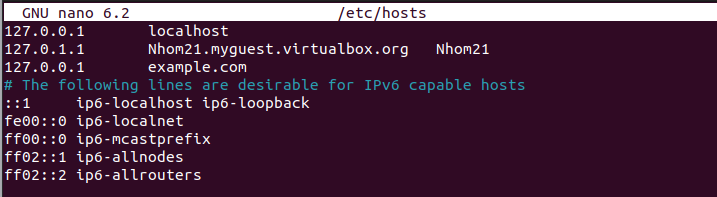 GNU nano 6.2 /etc/hosts
127.0.0.1 localhost
127.0.1.1 Nhom21.myguest.virtualbox.org Nhom21
127.0.0.1 example.com
# The following lines are desirable for IPv6 capable hosts
::1 ip6-localhost ip6-loopback
fe00::0 ip6-localnet
ff00::0 ip6-mcastprefix
ff02::1 ip6-allnodes
ff02::2 ip6-allrouters